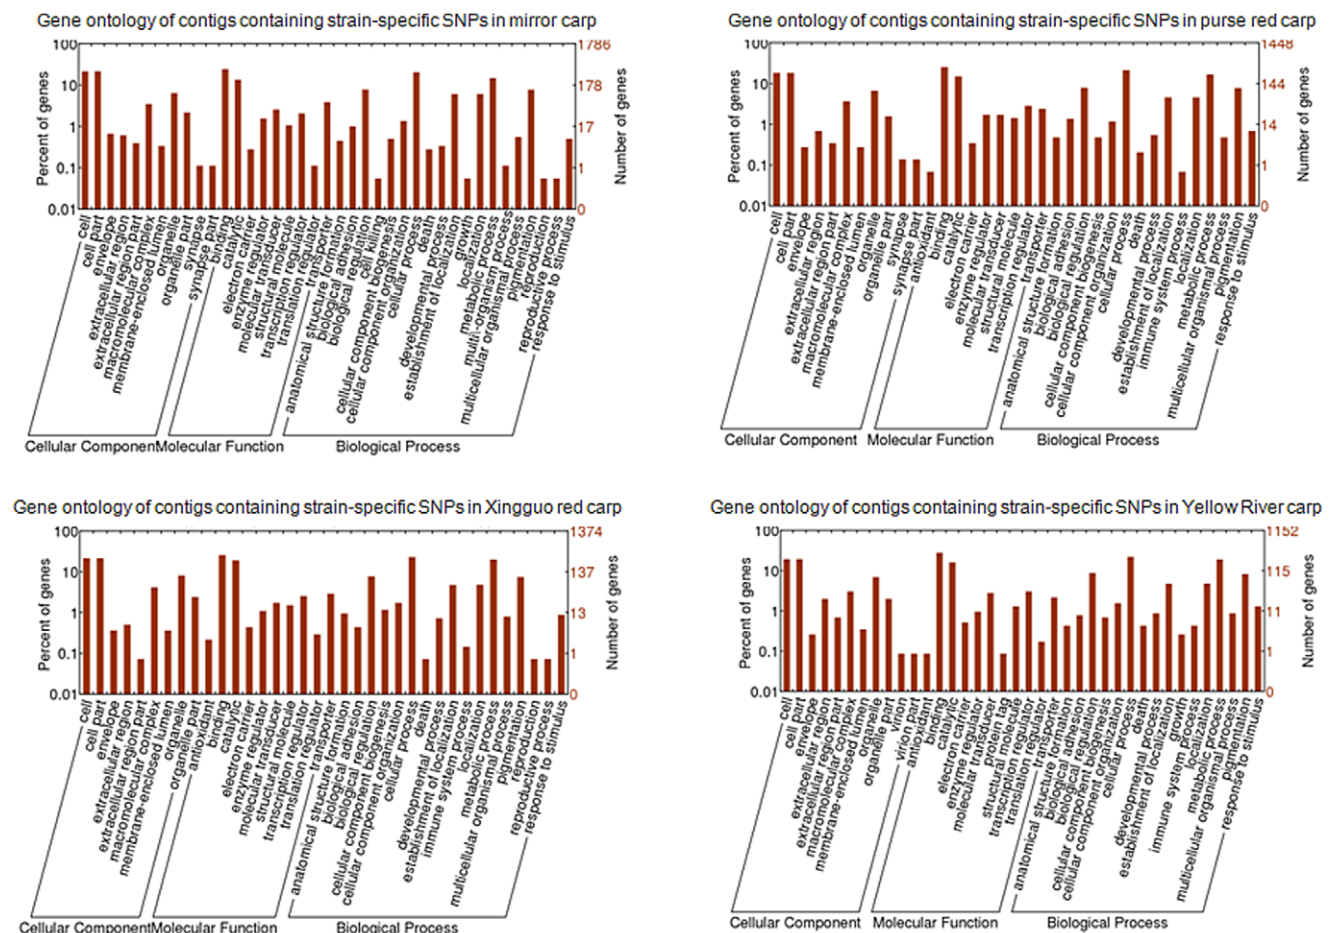 Gene ontology of contigs containing strain-specific SNPs in mirror carp
Percent of genes
100
10
1
0.1
0.01
1786
178
17
1
0
Number of genes
cell
cell part
envelope
extracellular region
extracellular region part
macromolecular complex
membrane-enclosed lumen
organelle
organelle part
synapse
synapse part
binding
catalytic
electron carrier
enzyme regulator
molecular transducer
structural molecule
transcription regulator
translation regulator
transporter
anatomical structure formation
biological adhesion
biological regulation
cell killing
cellular component biogenesis
cellular component organization
cellular process
death
developmental process
establishment of localization
growth
localization
metabolic process
multi-organism process
multicellular organismal process
pigmentation
reproduction
reproductive process
response to stimulus
Cellular Component
Molecular Function
Biological Process
Gene ontology of contigs containing strain-specific SNPs in purse red carp
Percent of genes
100
10
1
0.1
0.01
1448
144
14
1
0
Number of genes
cell
cell part
envelope
extracellular region
extracellular region part
macromolecular complex
membrane-enclosed lumen
organelle
organelle part
synapse
synapse part
antioxidant
binding
catalytic
electron carrier
enzyme regulator
molecular transducer
structural molecule
transcription regulator
transporter
anatomical structure formation
biological adhesion
biological regulation
cellular component biogenesis
cellular component organization
cellular process
death
developmental process
establishment of localization
immune system process
localization
metabolic process
multicellular organismal process
pigmentation
response to stimulus
Cellular Component
Molecular Function
Biological Process
Gene ontology of contigs containing strain-specific SNPs in Xingguo red carp
Percent of genes
100
10
1
0.1
0.01
1374
137
13
1
0
Number of genes
cell
cell part
envelope
extracellular region
extracellular region part
macromolecular complex
membrane-enclosed lumen
organelle
organelle part
antioxidant
binding
catalytic
electron carrier
enzyme regulator
molecular transducer
structural molecule
transcription regulator
translation regulator
transporter
anatomical structure formation
biological adhesion
biological regulation
cellular component biogenesis
cellular component organization
cellular process
death
developmental process
establishment of localization
immune system process
localization
metabolic process
multicellular organismal process
pigmentation
reproduction
reproductive process
response to stimulus
Cellular Component
Molecular Function
Biological Process
Gene ontology of contigs containing strain-specific SNPs in Yellow River carp
Percent of genes
100
10
1
0.1
0.01
1152
115
11
1
0
Number of genes
cell
cell part
envelope
extracellular region
extracellular region part
macromolecular complex
membrane-enclosed lumen
organelle
organelle part
virion
virion part
antioxidant
binding
catalytic
electron carrier
enzyme regulator
molecular transducer
protein tag
structural molecule
transcription regulator
translation regulator
transporter
anatomical structure formation
biological adhesion
biological regulation
cellular component biogenesis
cellular component organization
cellular process
death
developmental process
establishment of localization
growth
immune system process
localization
metabolic process
multicellular organismal process
pigmentation
response to stimulus
Cellular Component
Molecular Function
Biological Process